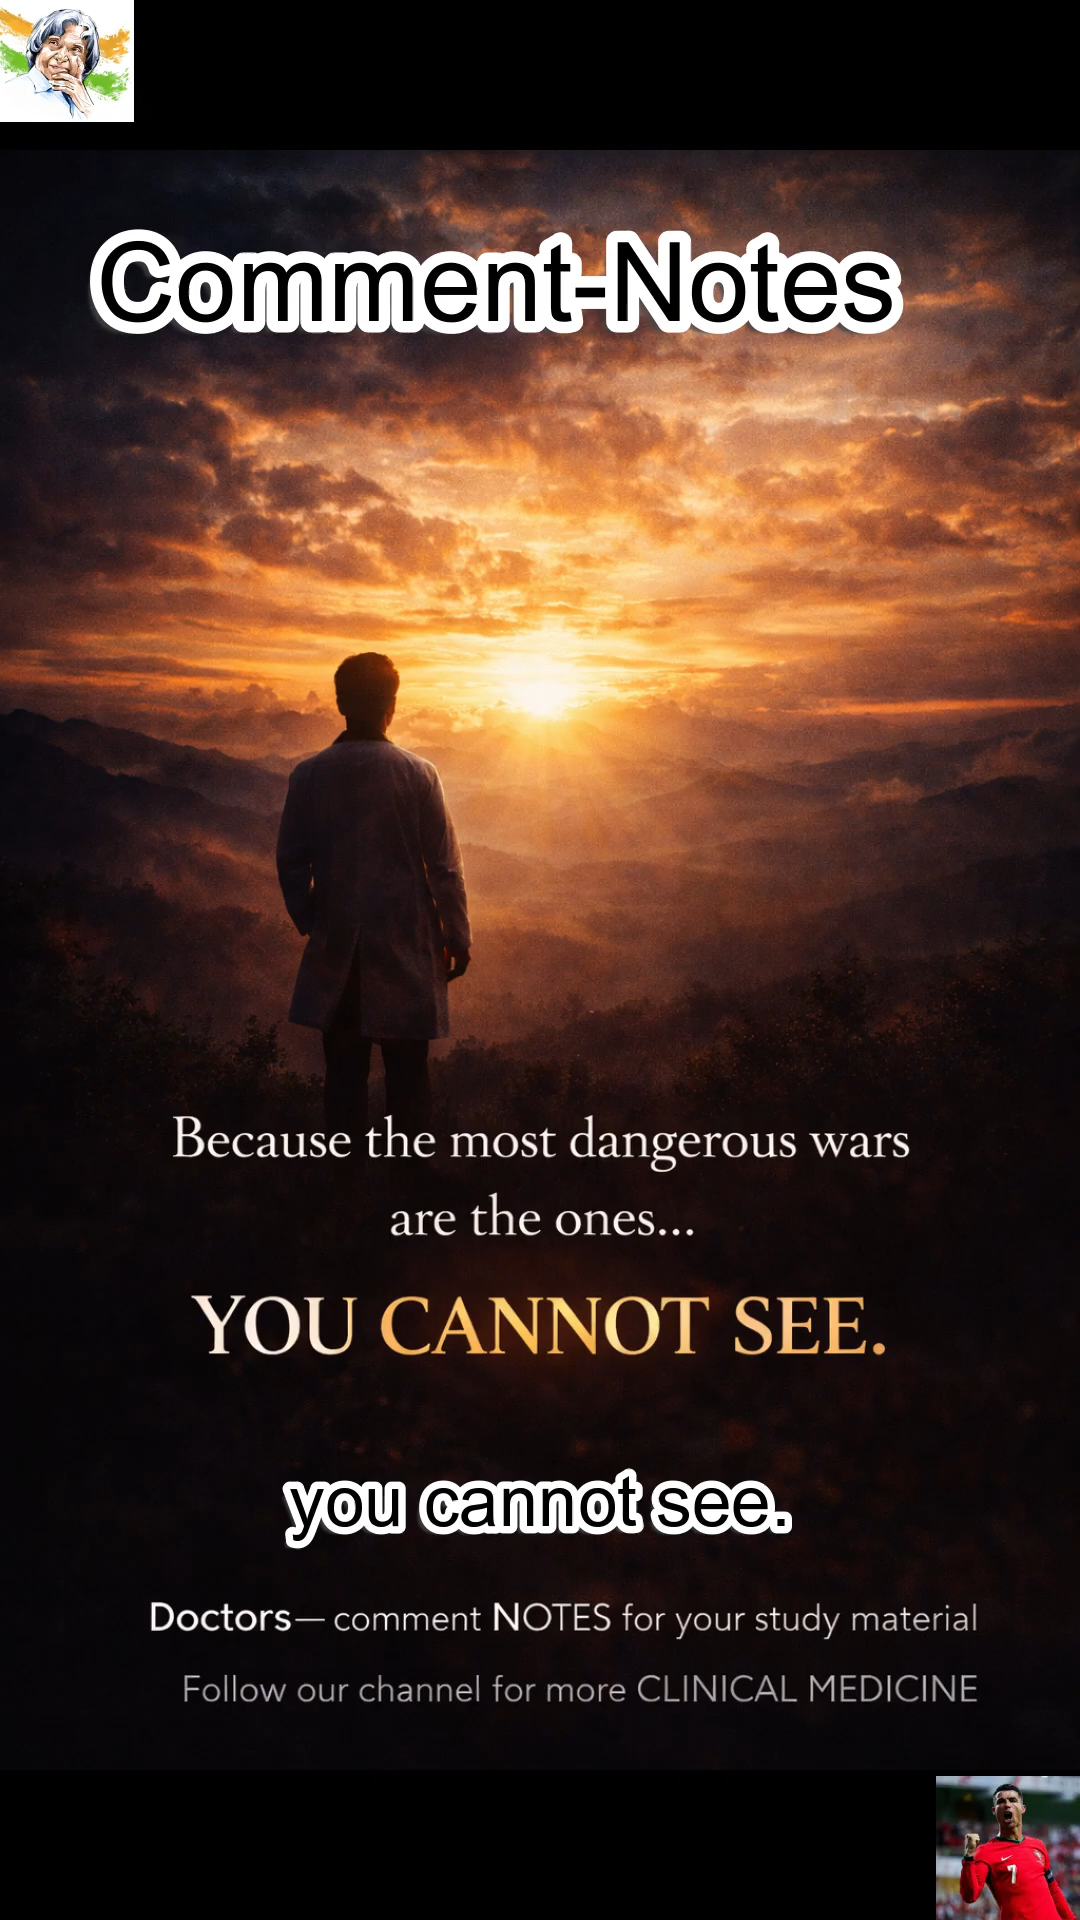 Comment-Notes
Because the most dangerous wars
are the ones...
YOU CANNOT SEE.
you cannot see.
Doctors— comment NOTES for your study material
Follow our channel for more CLINICAL MEDICINE
7